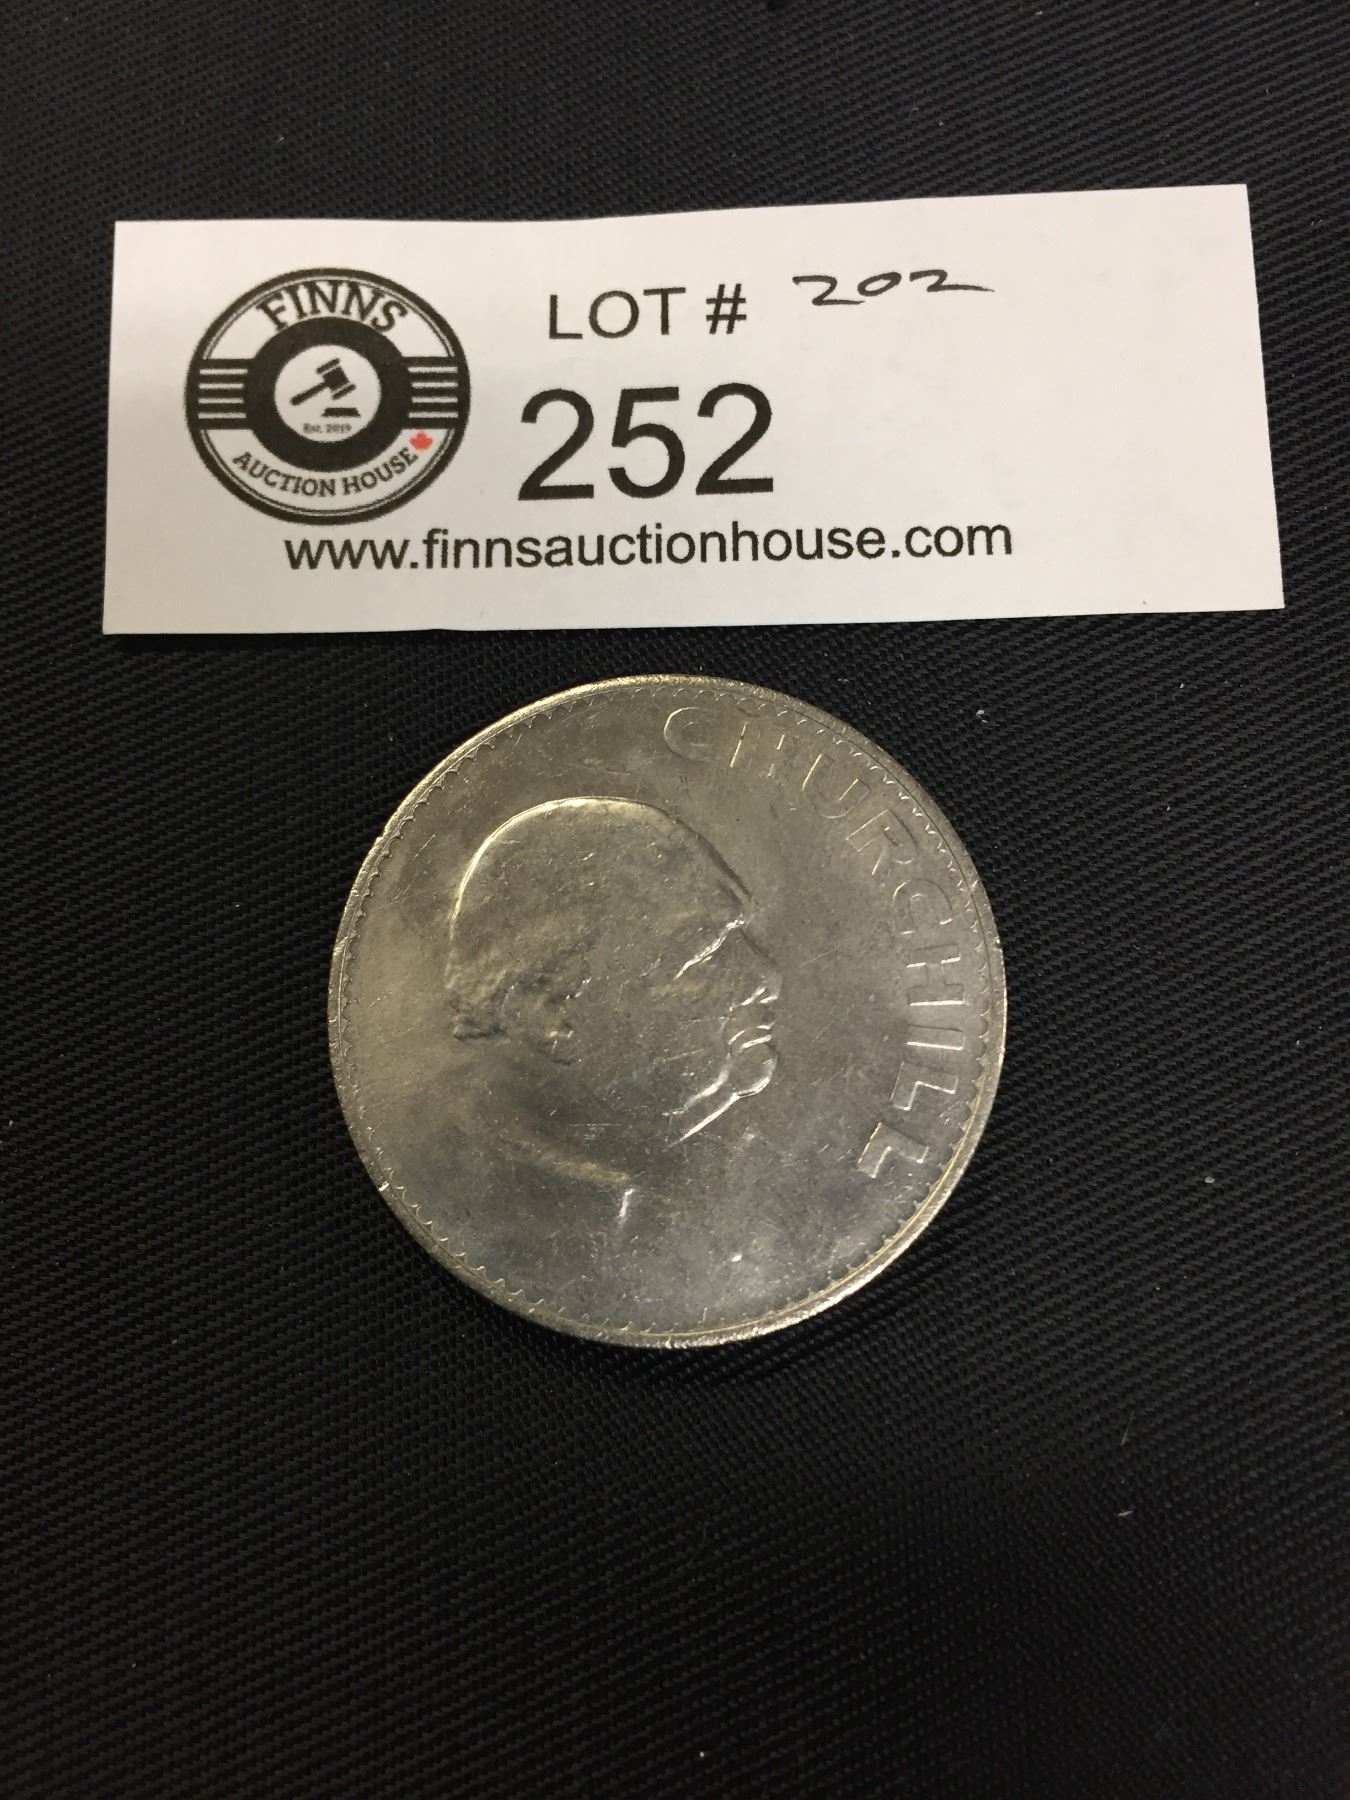 FINNS
Est. 2019
AUCTION HOUSE
LOT # 202
252
www.finnsauctionhouse.com
CHURCHILL